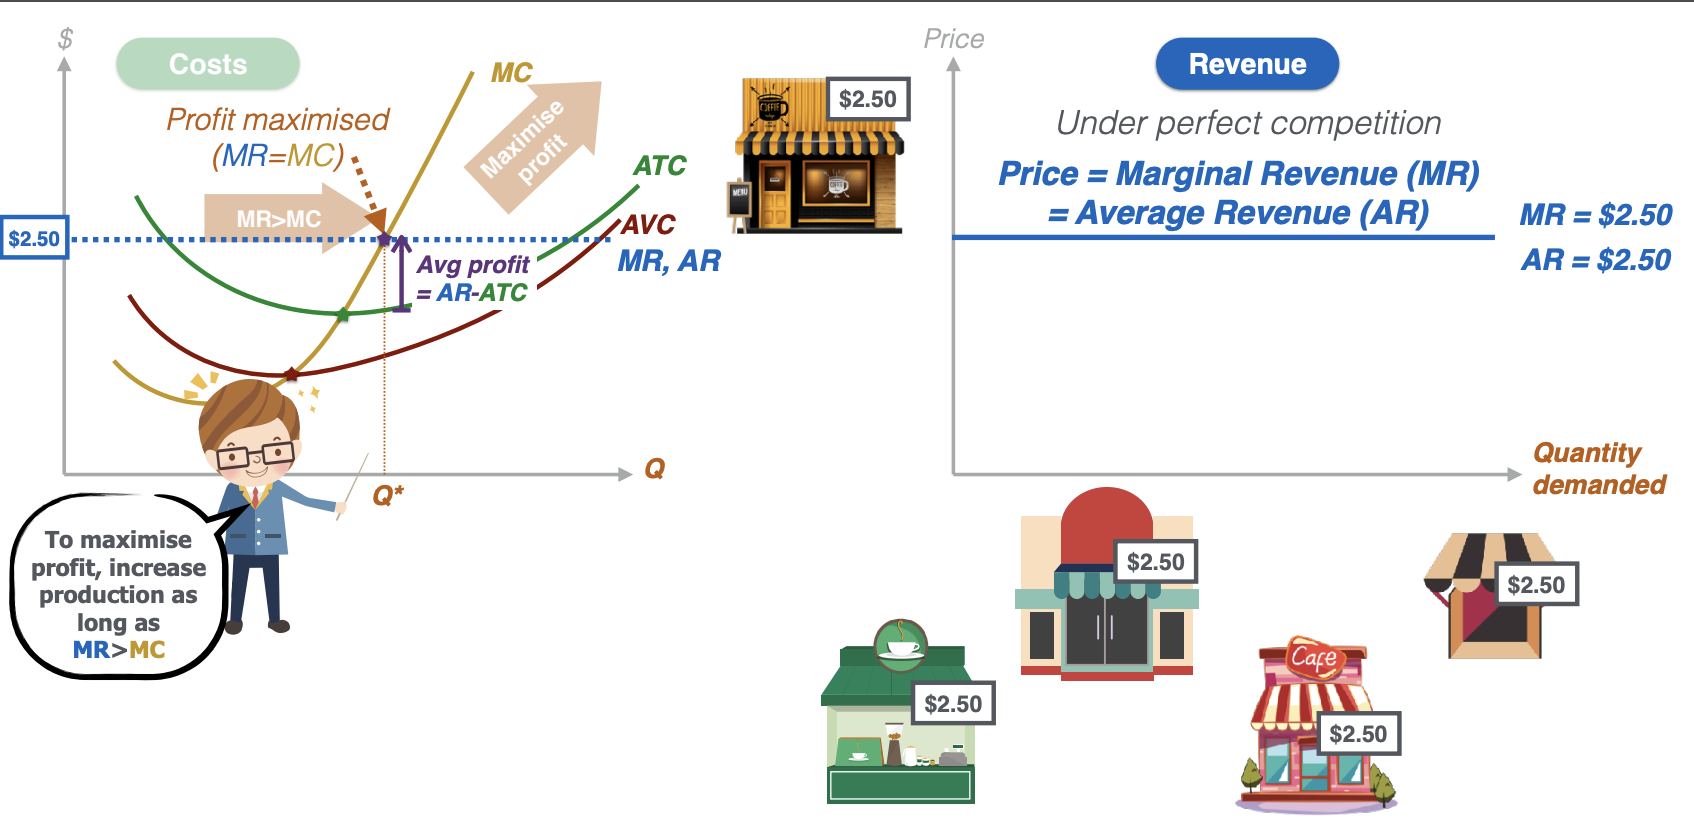 $
Costs
MC
Profit maximised
(MR=MC)
Maximise
profit
ATC
MR>MC
AVC
$2.50
MR, AR
Avg profit
= AR-ATC
Q
Q*
To maximise
profit, increase
production as
long as
MR>MC
COFFEE
$2.50
MENU
COFFEE
Price
Revenue
Under perfect competition
Price = Marginal Revenue (MR)
= Average Revenue (AR)
MR = $2.50
AR = $2.50
Quantity
demanded
$2.50
$2.50
$2.50
Cafe
$2.50